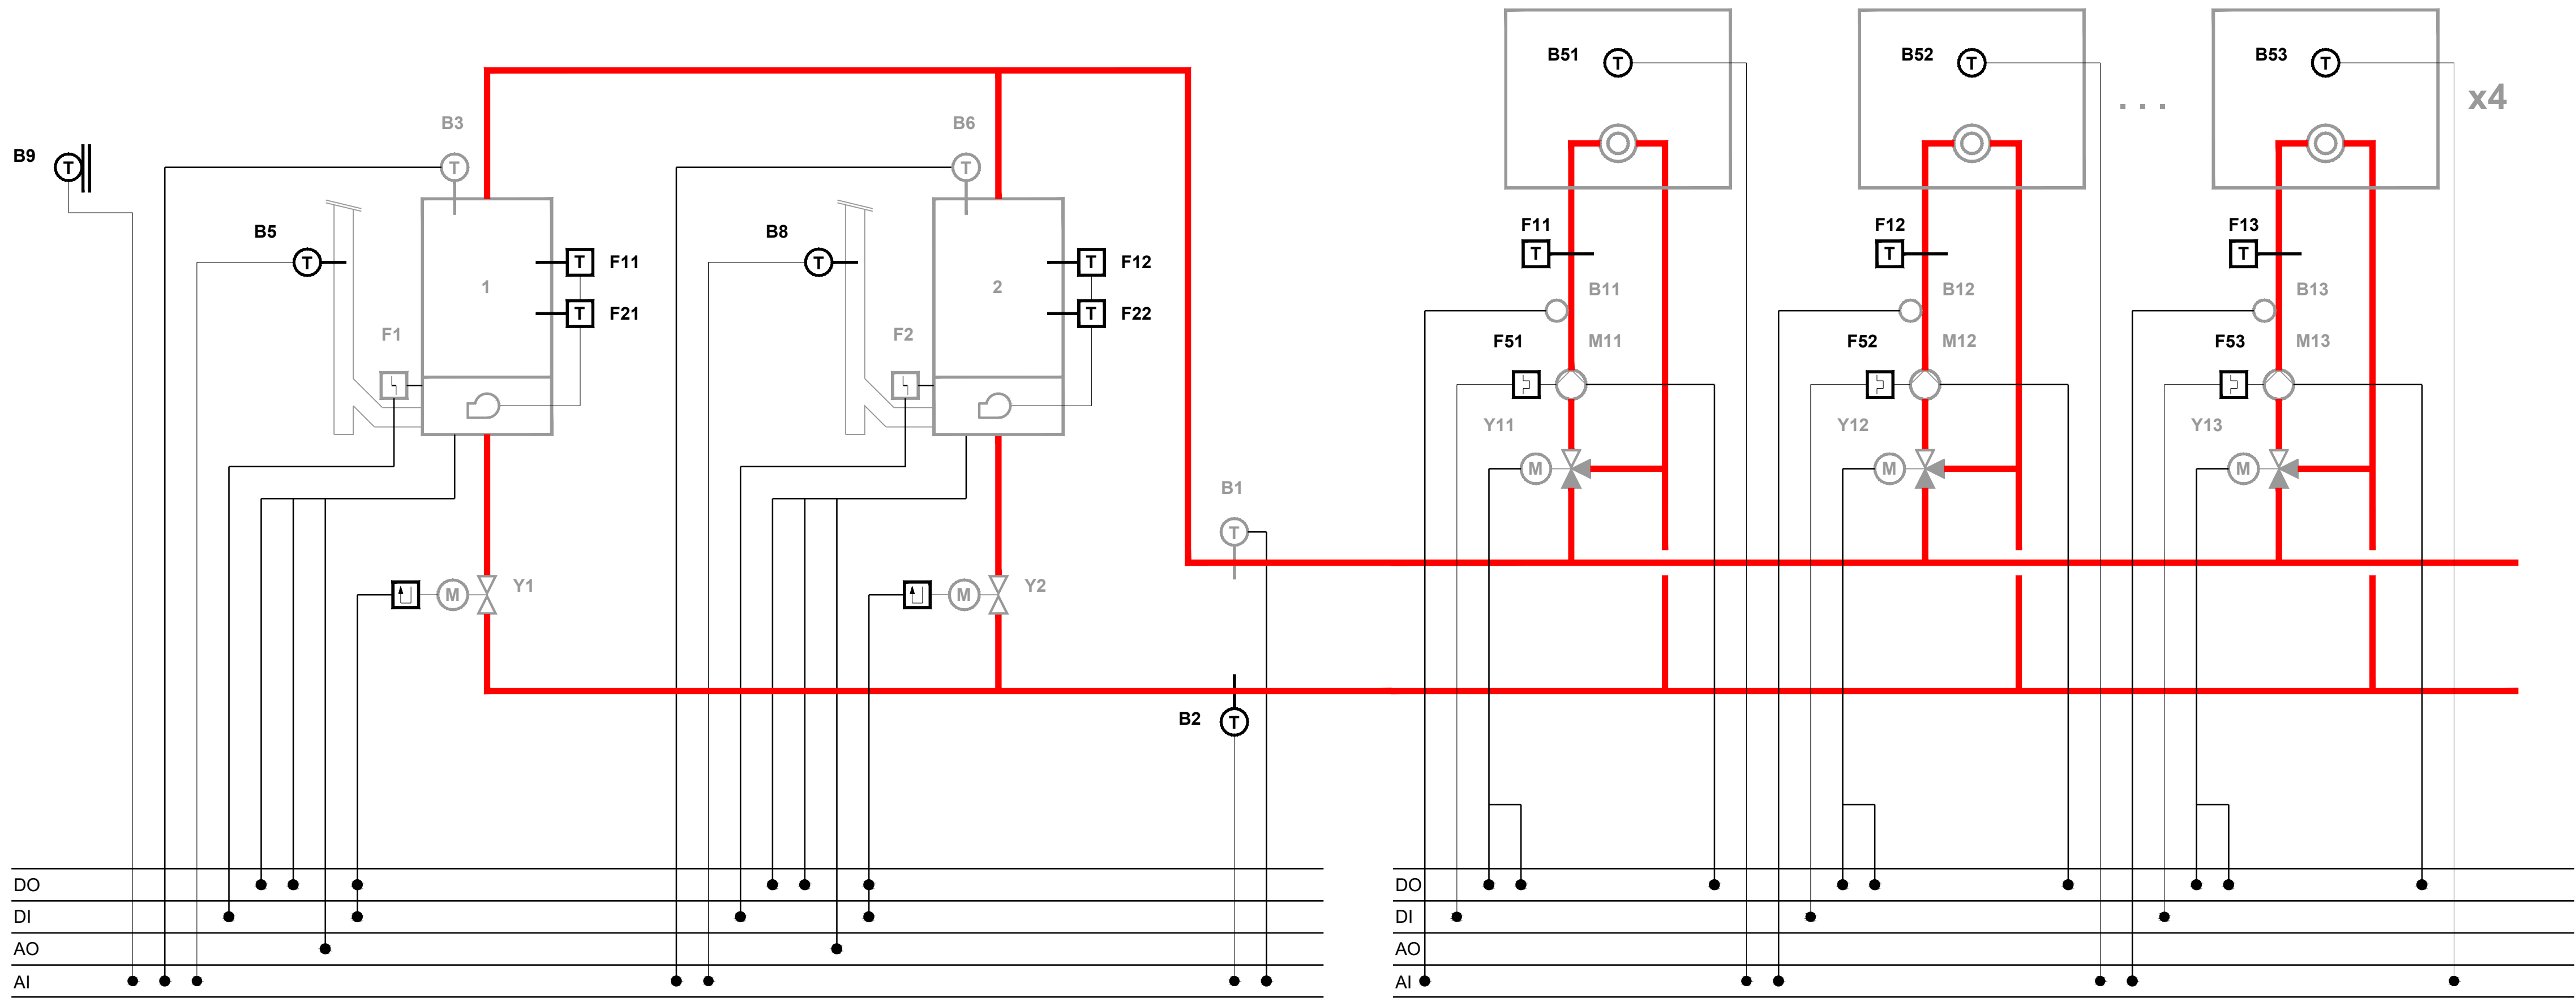 B51 T
B52 T
B53 T
. . .
x4
B3
B6
B9 T
T
T
F11
F12
F13
T
T
T
B5
B8
T
T F11
T
T F12
1
2
B11
B12
B13
T F21
T F22
F1
F2
F51 M11
F52 M12
F53 M13
Y11
Y12
Y13
M
M
M
B1
T
M Y1
M Y2
B2 T
DO
DO
DI
DI
AO
AO
AI
AI